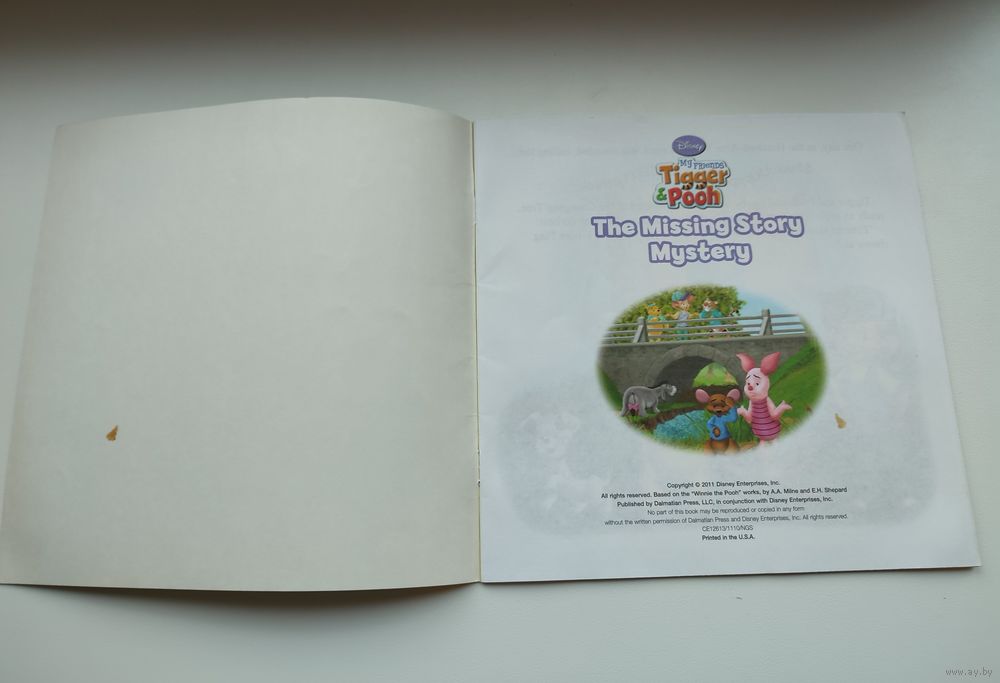 Disney
My Friends
Tigger
& Pooh
The Missing Story
Mystery
Copyright © 2011 Disney Enterprises, Inc.
All rights reserved. Based on the "Winnie the Pooh" works, by A.A. Milne and E.H. Shepard
Published by Dalmatian Press, LLC, in conjunction with Disney Enterprises, Inc.
No part of this book may be reproduced or copied in any form
without the written permission of Dalmatian Press and Disney Enterprises, Inc. All rights reserved.
CE12613/1110/NGS
Printed in the U.S.A.
www.ay.by